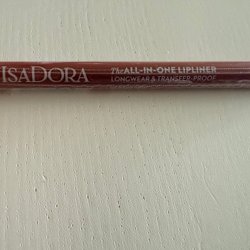 ISADORA
The ALL-IN-ONE LIPLINER
LONGWEAR & TRANSFER-PROOF